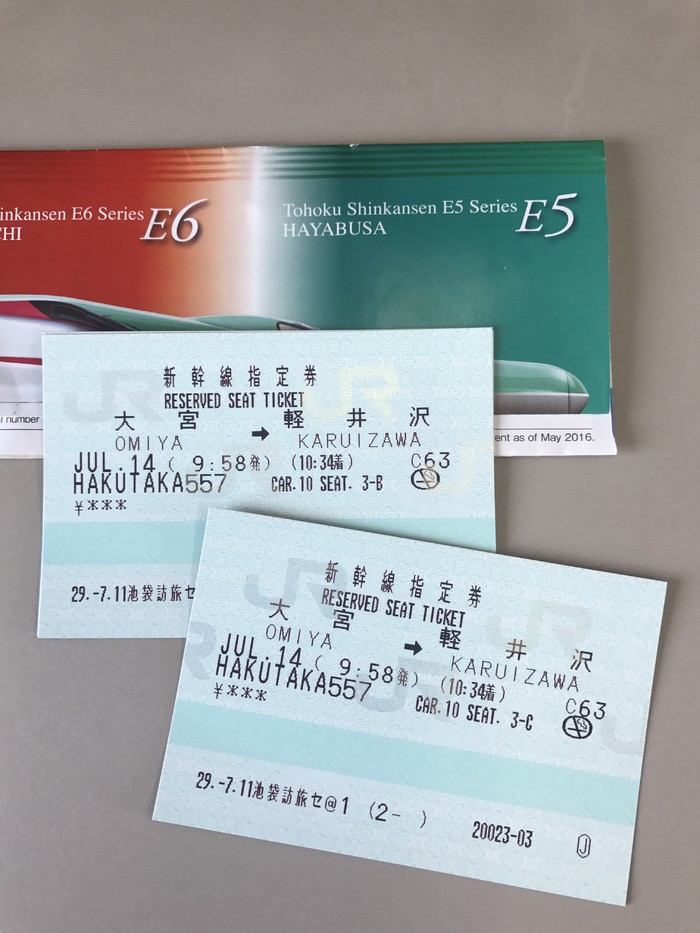 inkansen E6 Series E6
CHI
Tohoku Shinkansen E5 Series E5
HAYABUSA
al number
ent as of May 2016.
JR
新幹線指定券
RESERVED SEAT TICKET
大宮 ➡ 軽井沢
OMIYA KARUIZAWA
JUL.14 ( 9:58発) (10:34着) C63
HAKUTAKA557 CAR.10 SEAT. 3-B
¥***
29.-7.11池袋訪旅セ
新幹線指定券
RESERVED SEAT TICKET
大宮 ➡ 軽井沢
OMIYA KARUIZAWA
JUL.14 ( 9:58発) (10:34着) C63
HAKUTAKA557 CAR.10 SEAT. 3-C
¥***
29.-7.11池袋訪旅セ@1 (2- ) 20023-03 J